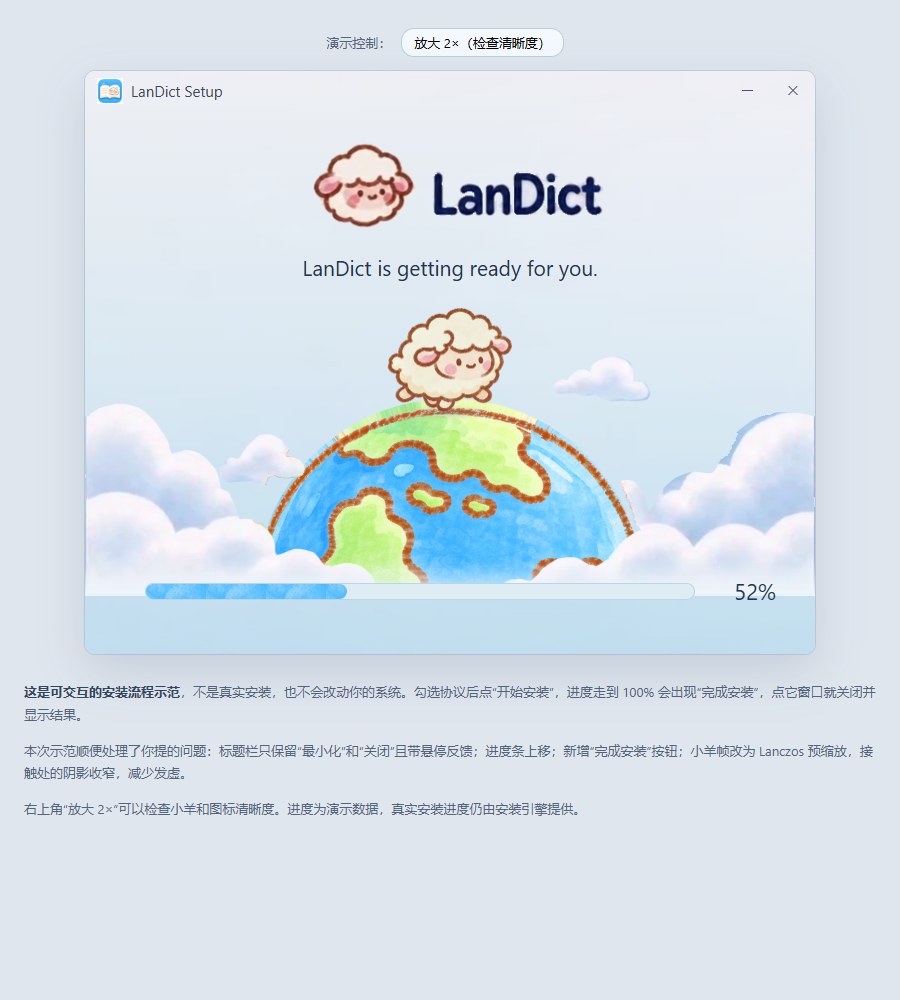 演示控制：
放大 2×（检查清晰度）
LanDict Setup
LanDict
LanDict is getting ready for you.
52%
这是可交互的安装流程示范，不是真实安装，也不会改动你的系统。勾选协议后点“开始安装”，进度走到 100% 会出现“完成安装”，点它窗口就关闭并
显示结果。
本次示范顺便处理了你提的问题：标题栏只保留“最小化”和“关闭”且带悬停反馈；进度条上移；新增“完成安装”按钮；小羊帧改为 Lanczos 预缩放，接
触处的阴影收窄，减少发虚。
右上角“放大 2×”可以检查小羊和图标清晰度。进度为演示数据，真实安装进度仍由安装引擎提供。